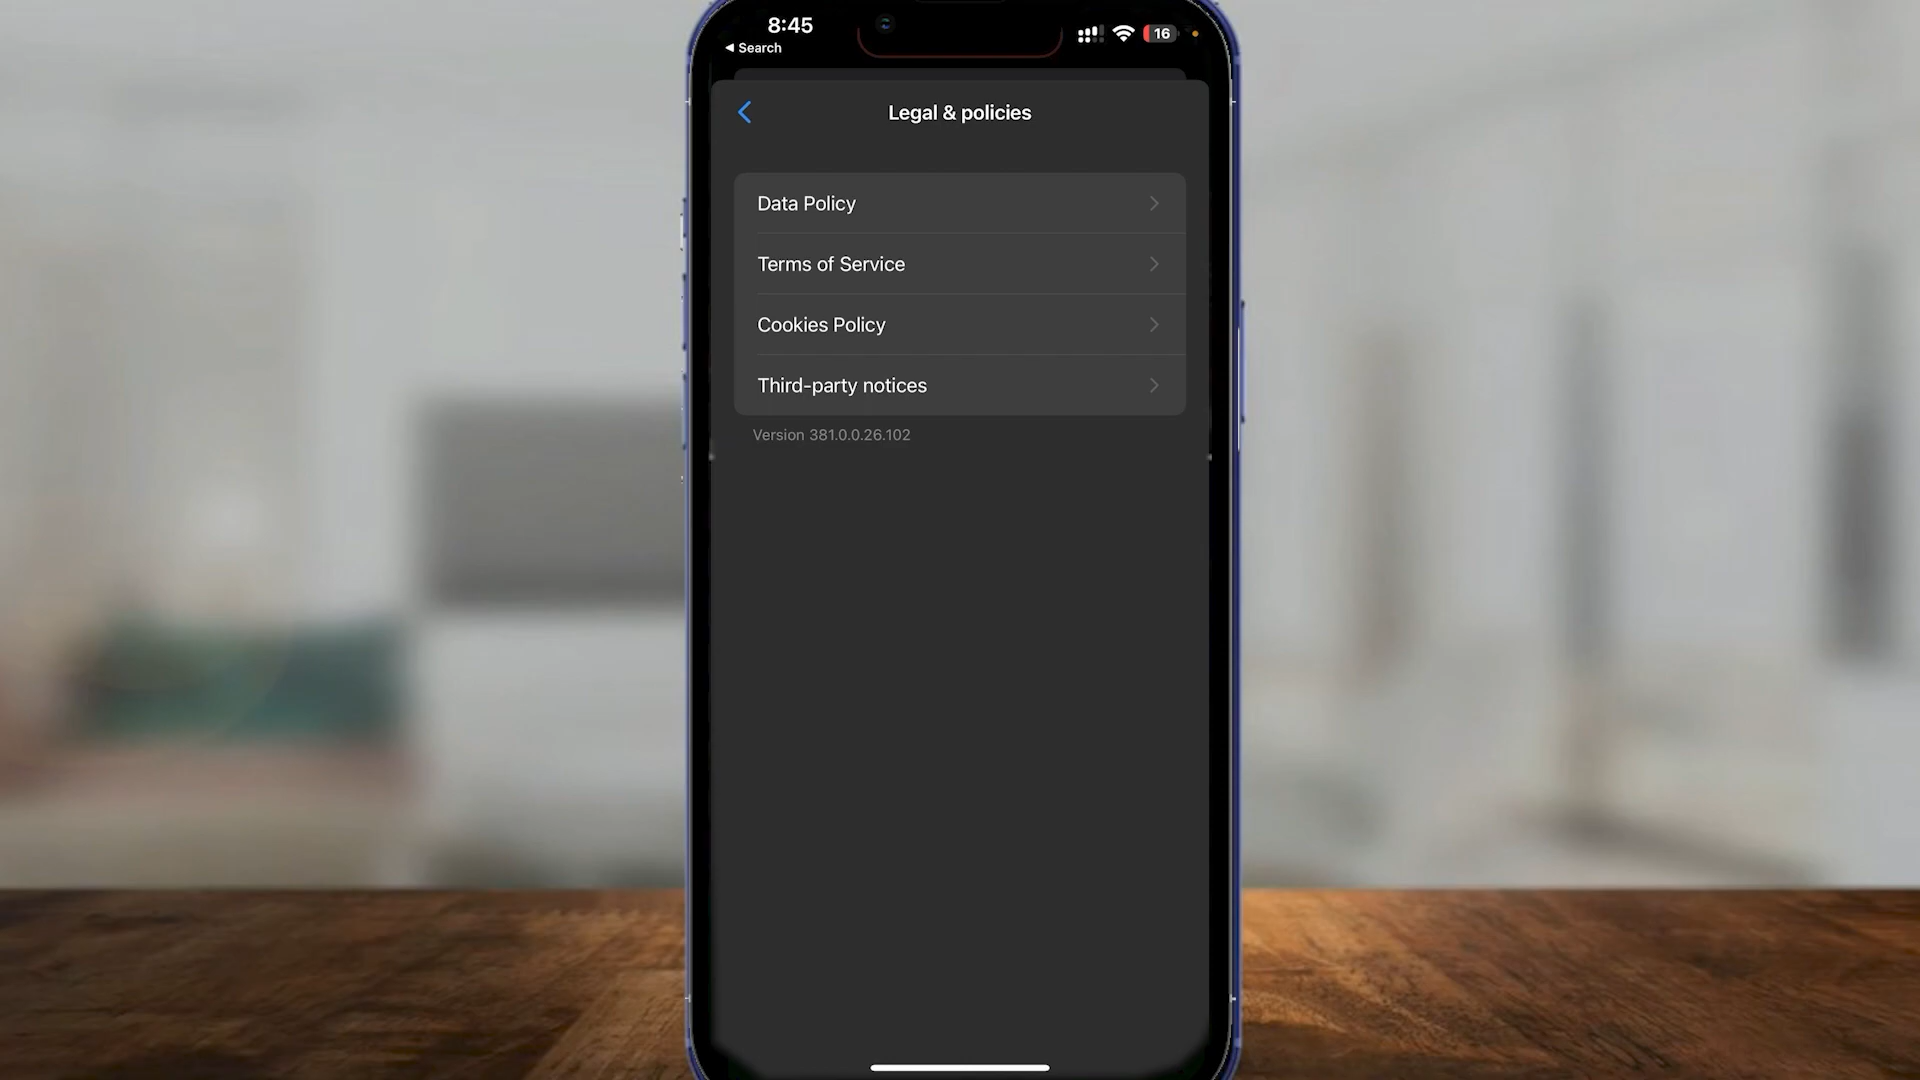 8:45
16
◀ Search
Legal & policies
Data Policy
Terms of Service
Cookies Policy
Third-party notices
Version 381.0.0.26.102